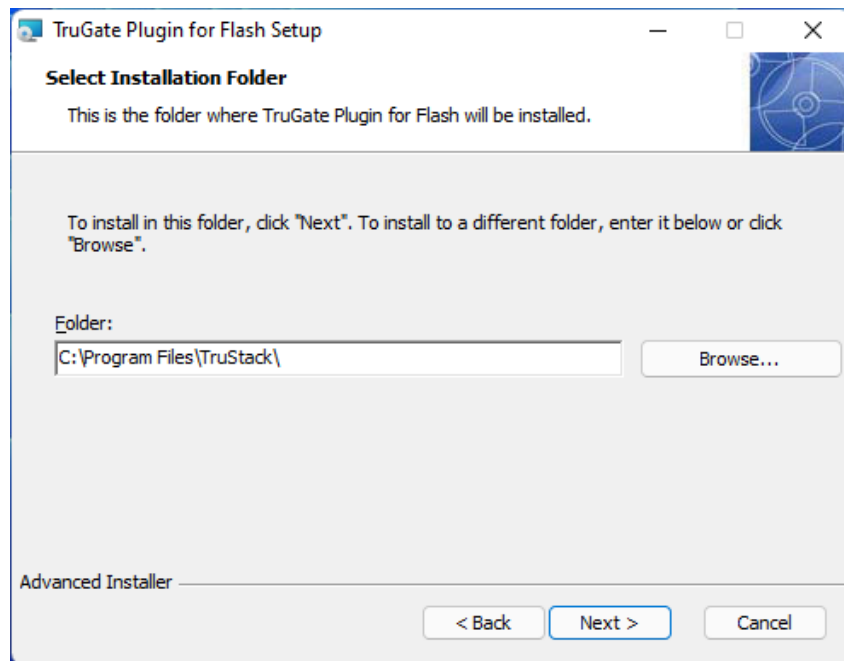 TruGate Plugin for Flash Setup
Select Installation Folder
This is the folder where TruGate Plugin for Flash will be installed.
To install in this folder, click "Next". To install to a different folder, enter it below or click
"Browse".
Folder:
C:\Program Files\TruStack\
Browse...
Advanced Installer
< Back
Next >
Cancel